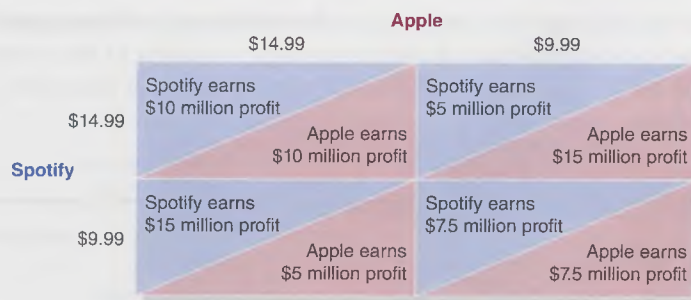 Apple
$14.99 $9.99
$14.99
Spotify earns
$10 million profit
Apple earns
$10 million profit
Spotify earns
$5 million profit
Apple earns
$15 million profit
Spotify
$9.99
Spotify earns
$15 million profit
Apple earns
$5 million profit
Spotify earns
$7.5 million profit
Apple earns
$7.5 million profit